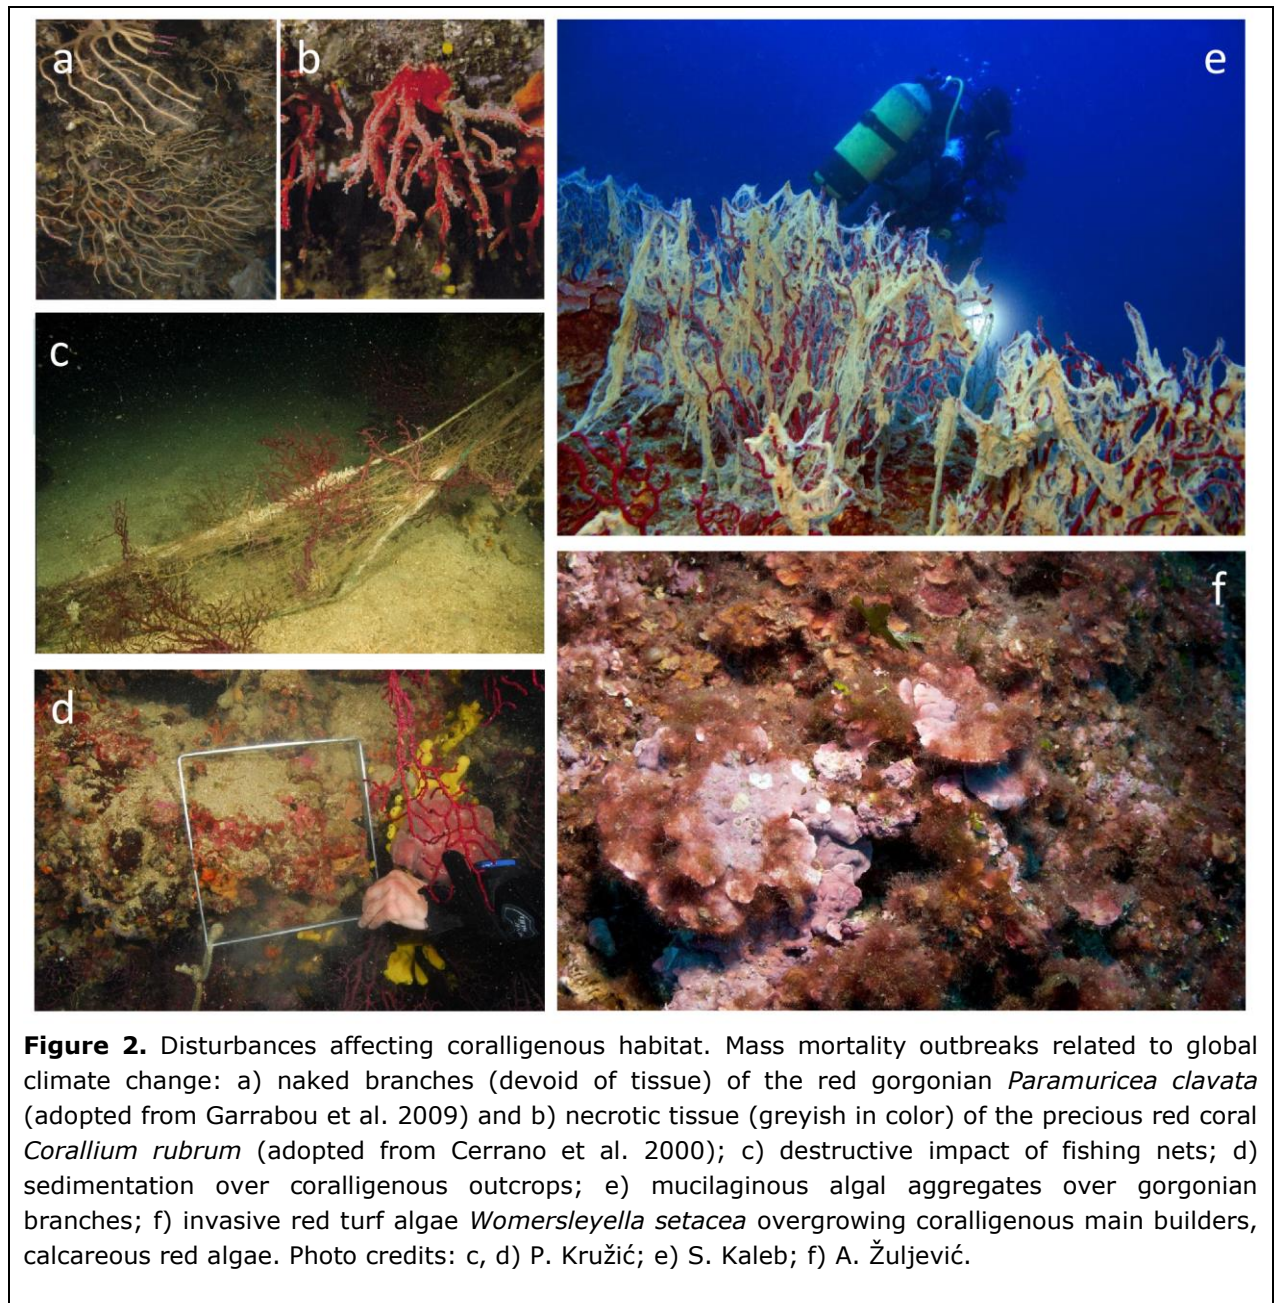 a
b
e
c
d
f
Figure 2. Disturbances affecting coralligenous habitat. Mass mortality outbreaks related to global
climate change: a) naked branches (devoid of tissue) of the red gorgonian Paramuricea clavata
(adopted from Garrabou et al. 2009) and b) necrotic tissue (greyish in color) of the precious red coral
Corallium rubrum (adopted from Cerrano et al. 2000); c) destructive impact of fishing nets; d)
sedimentation over coralligenous outcrops; e) mucilaginous algal aggregates over gorgonian
branches; f) invasive red turf algae Womersleyella setacea overgrowing coralligenous main builders,
calcareous red algae. Photo credits: c, d) P. Kružić; e) S. Kaleb; f) A. Žuljević.